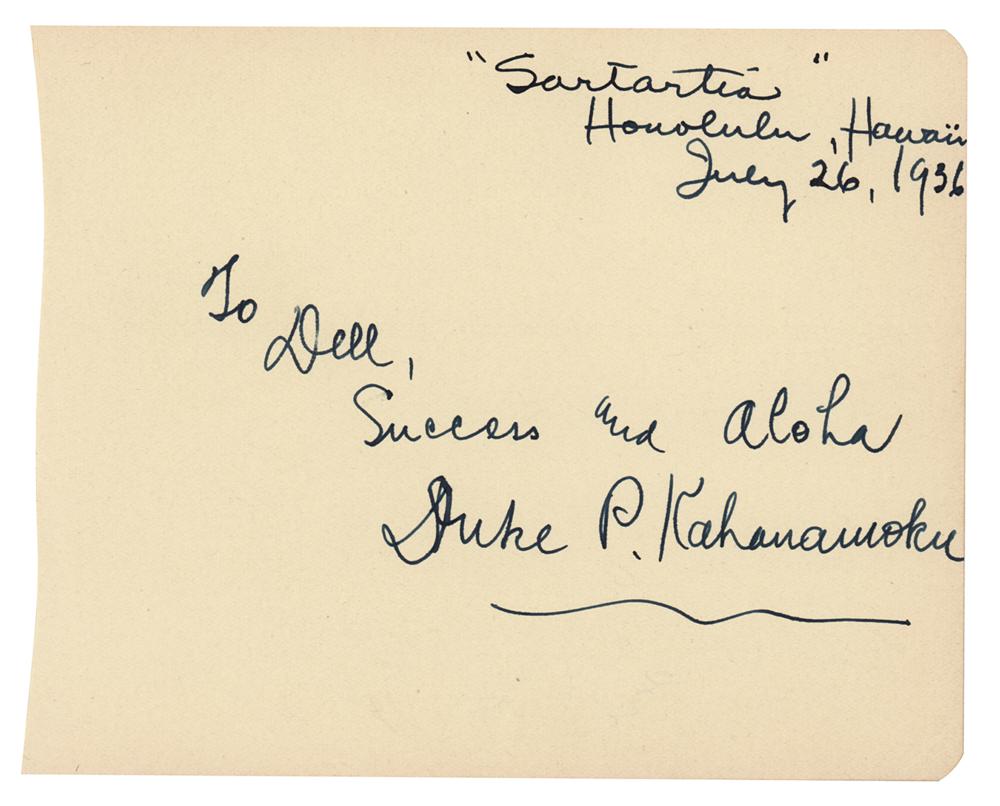 "Sartartia"
Honolulu, Hawaii
July 26, 1936
To
Dell,
Success and Aloha
Duke P. Kahanamoku